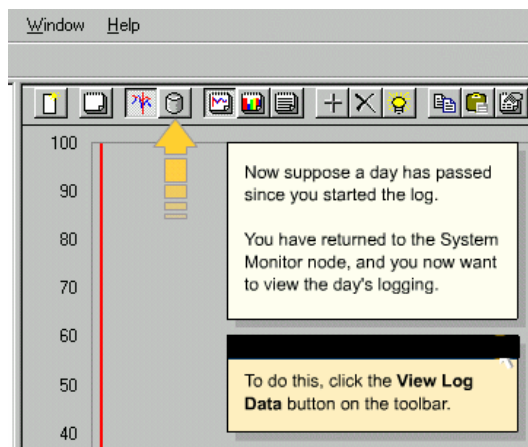 Window Help
100
90
80
70
60
50
40
Now suppose a day has passed
since you started the log.
You have returned to the System
Monitor node, and you now want
to view the day's logging.
To do this, click the View Log
Data button on the toolbar.